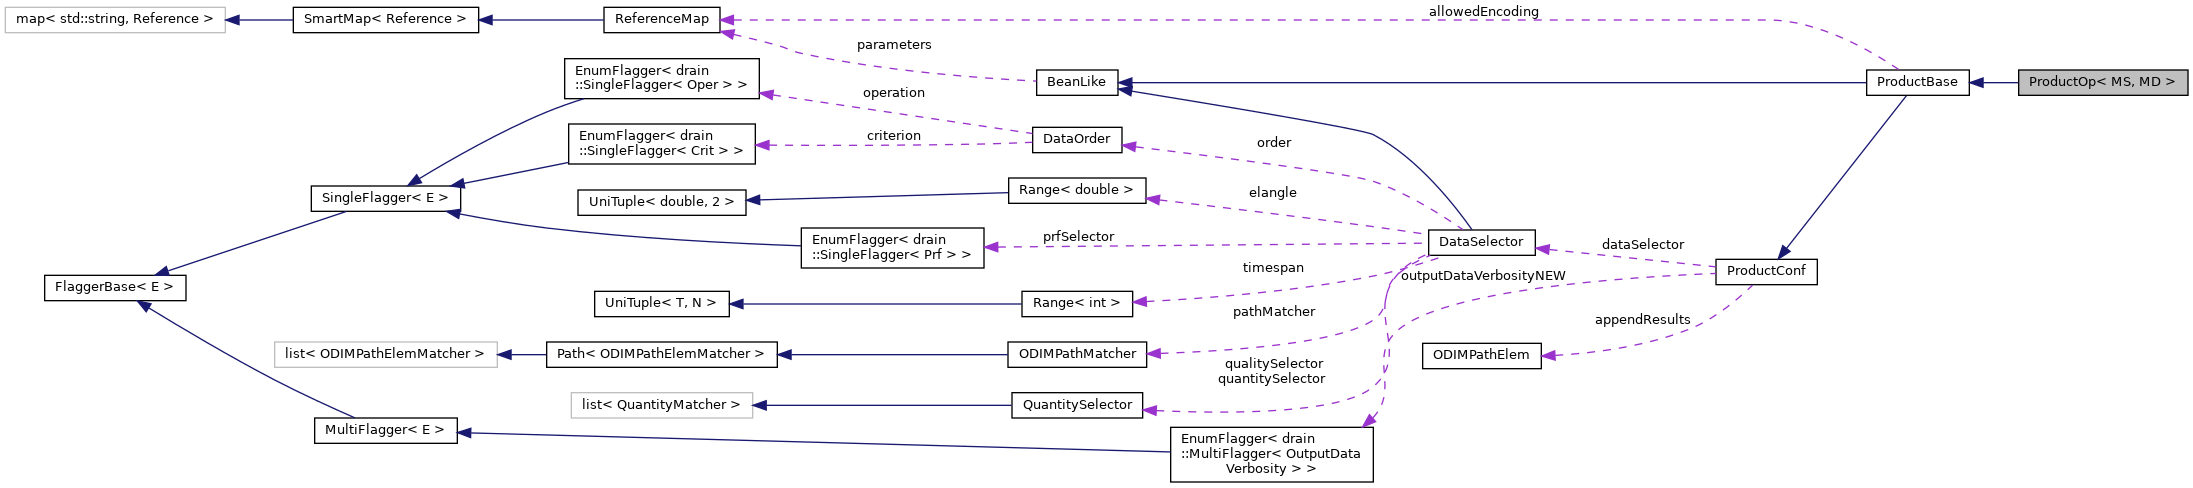 map< std::string, Reference >
SmartMap< Reference >
ReferenceMap
allowedEncoding
parameters
EnumFlagger< drain
::SingleFlagger< Oper > >
BeanLike
ProductBase
ProductOp< MS, MD >
operation
EnumFlagger< drain
::SingleFlagger< Crit > >
criterion
DataOrder
order
SingleFlagger< E >
UniTuple< double, 2 >
Range< double >
elangle
EnumFlagger< drain
::SingleFlagger< Prf > >
prfSelector
DataSelector
dataSelector
ProductConf
FlaggerBase< E >
timespan
outputDataVerbosityNEW
UniTuple< T, N >
Range< int >
pathMatcher
appendResults
list< ODIMPathElemMatcher >
Path< ODIMPathElemMatcher >
ODIMPathMatcher
ODIMPathElem
qualitySelector
quantitySelector
list< QuantityMatcher >
QuantitySelector
MultiFlagger< E >
EnumFlagger< drain
::MultiFlagger< OutputData
Verbosity > >